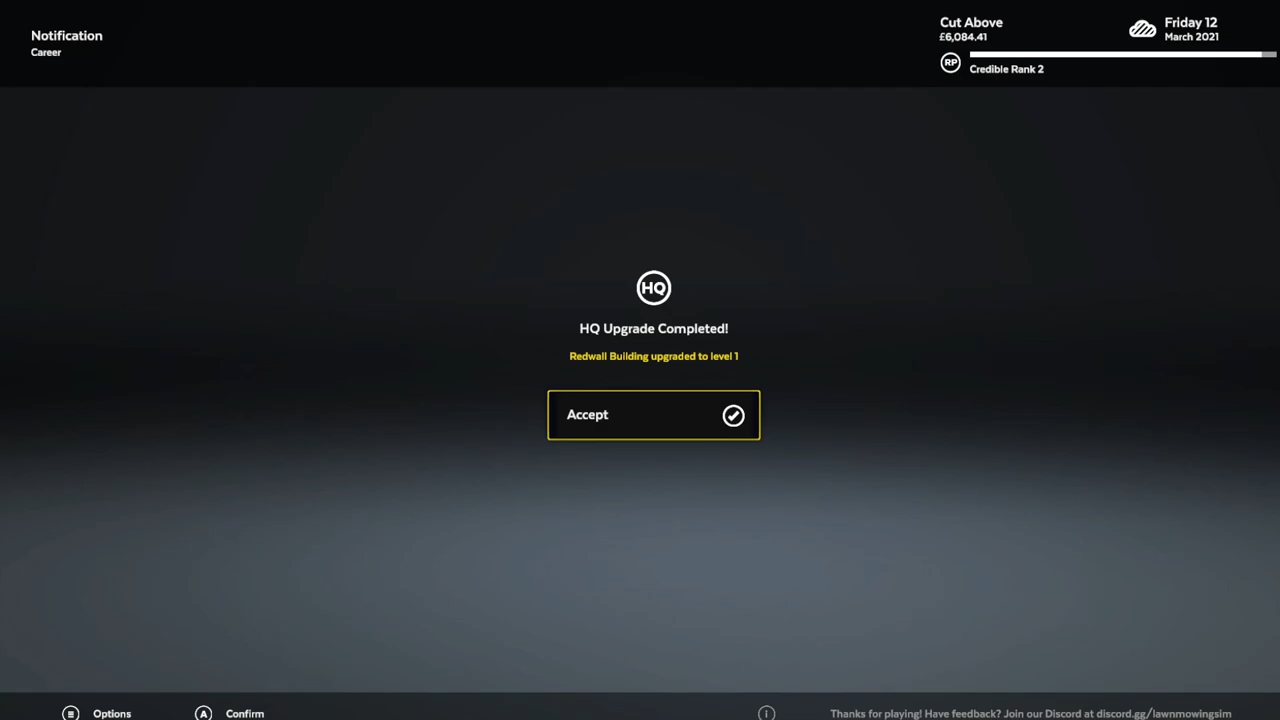 Notification
Career
Cut Above
£6,084.41
Friday 12
March 2021
RP
Credible Rank 2
HQ
HQ Upgrade Completed!
Redwall Building upgraded to level 1
Accept
Options
A Confirm
Thanks for playing! Have feedback? Join our Discord at discord.gg/lawnmowingsim